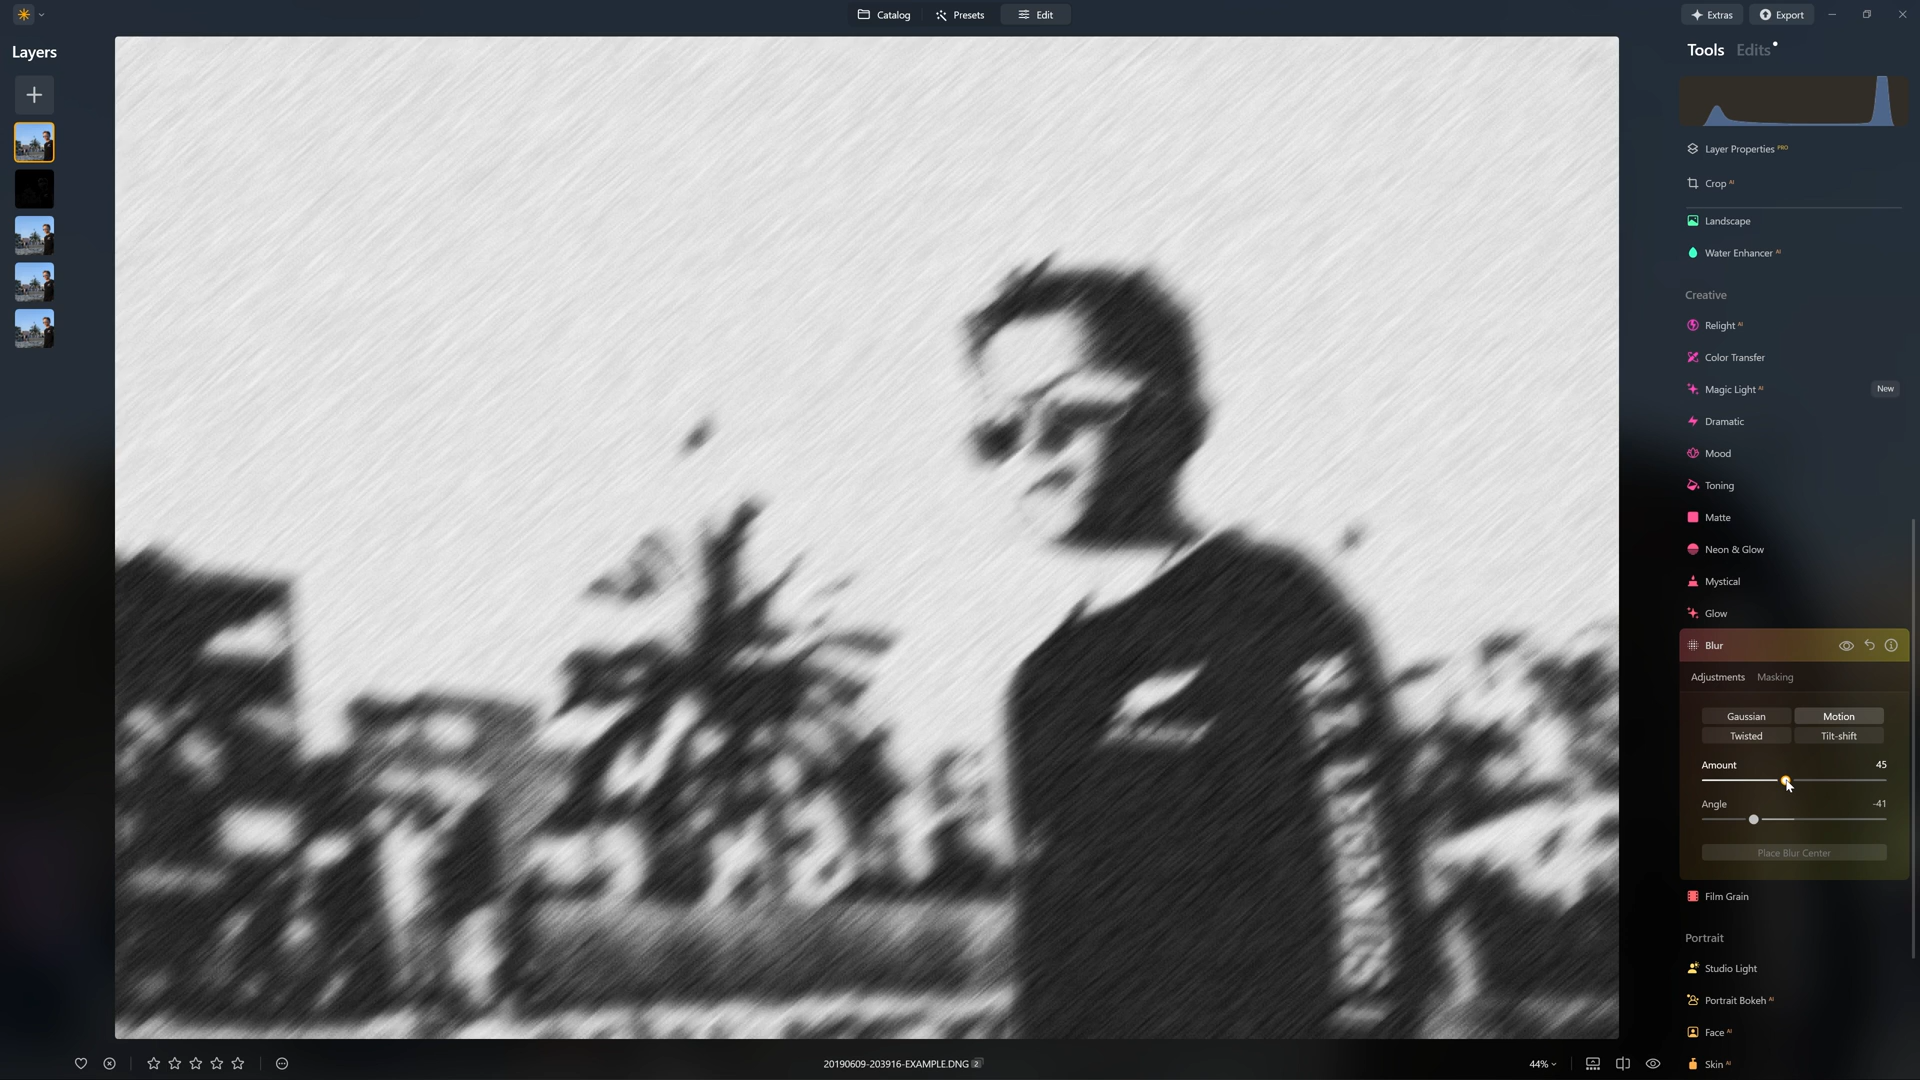 Catalog
Presets
Edit
Extras
Export
Layers
Tools Edits
Layer Properties PRO
Crop AI
Landscape
Water Enhancer AI
Creative
Relight AI
Color Transfer
Magic Light AI
New
Dramatic
Mood
Toning
Matte
Neon & Glow
Mystical
Glow
Blur
Adjustments Masking
Gaussian Motion
Twisted Tilt-shift
Amount 45
Angle -41
Place Blur Center
Film Grain
Portrait
Studio Light
Portrait Bokeh AI
Face AI
Skin AI
20190609-203916-EXAMPLE.DNG 2
44%